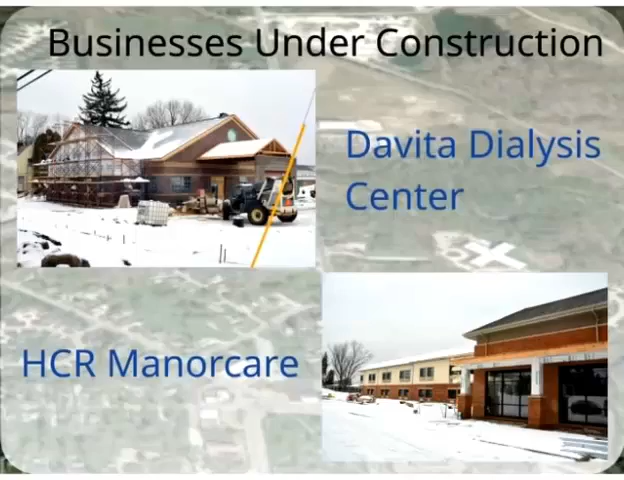 Businesses Under Construction
Davita Dialysis
Center
HCR Manorcare